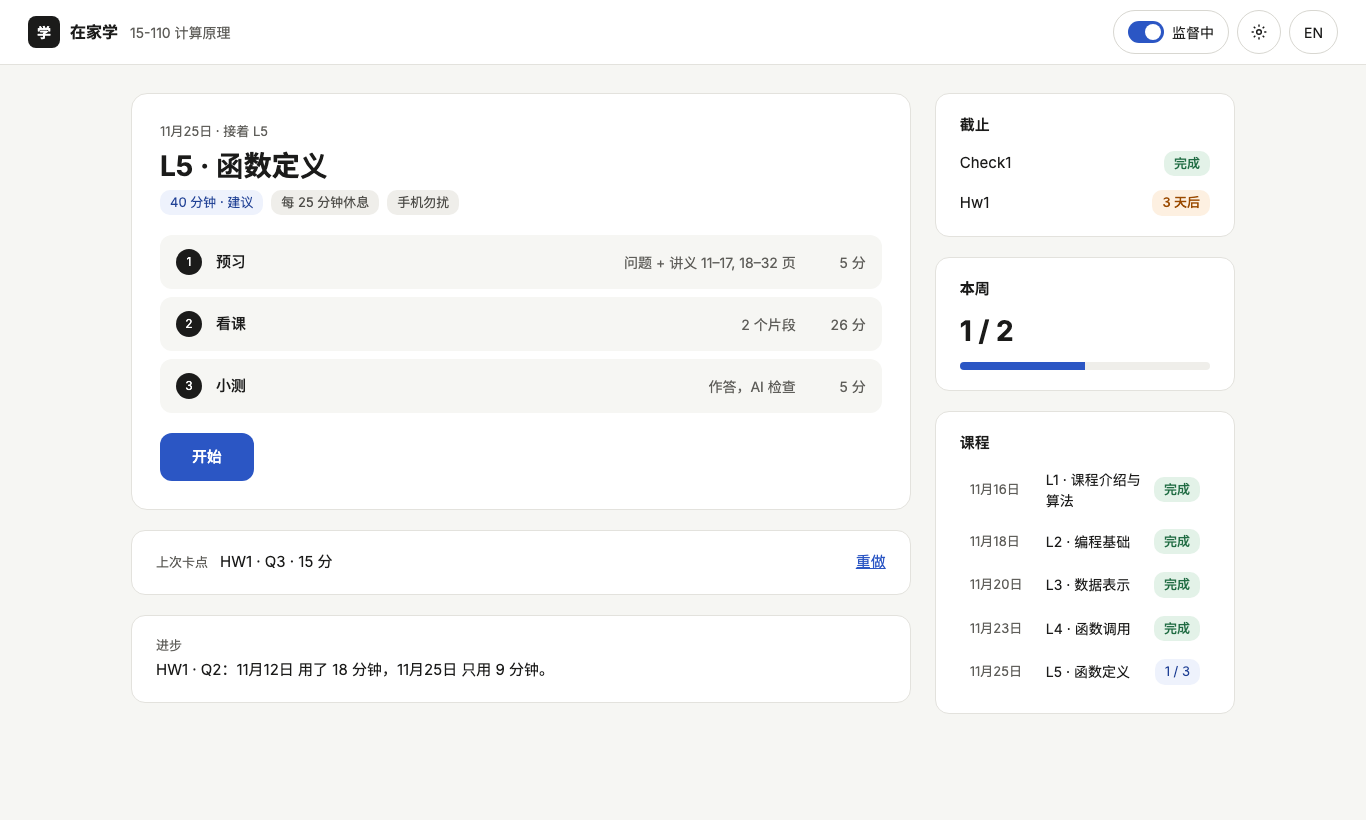 学 在家学 15-110 计算原理
监督中 EN
11月25日 · 接着 L5
L5 · 函数定义
40 分钟 · 建议 每 25 分钟休息 手机勿扰
1 预习 问题 + 讲义 11–17, 18–32 页 5 分
2 看课 2 个片段 26 分
3 小测 作答，AI 检查 5 分
开始
上次卡点 HW1 · Q3 · 15 分 重做
进步
HW1 · Q2：11月12日 用了 18 分钟，11月25日 只用 9 分钟。
截止
Check1 完成
Hw1 3 天后
本周
1 / 2
课程
11月16日 L1 · 课程介绍与
算法 完成
11月18日 L2 · 编程基础 完成
11月20日 L3 · 数据表示 完成
11月23日 L4 · 函数调用 完成
11月25日 L5 · 函数定义 1 / 3